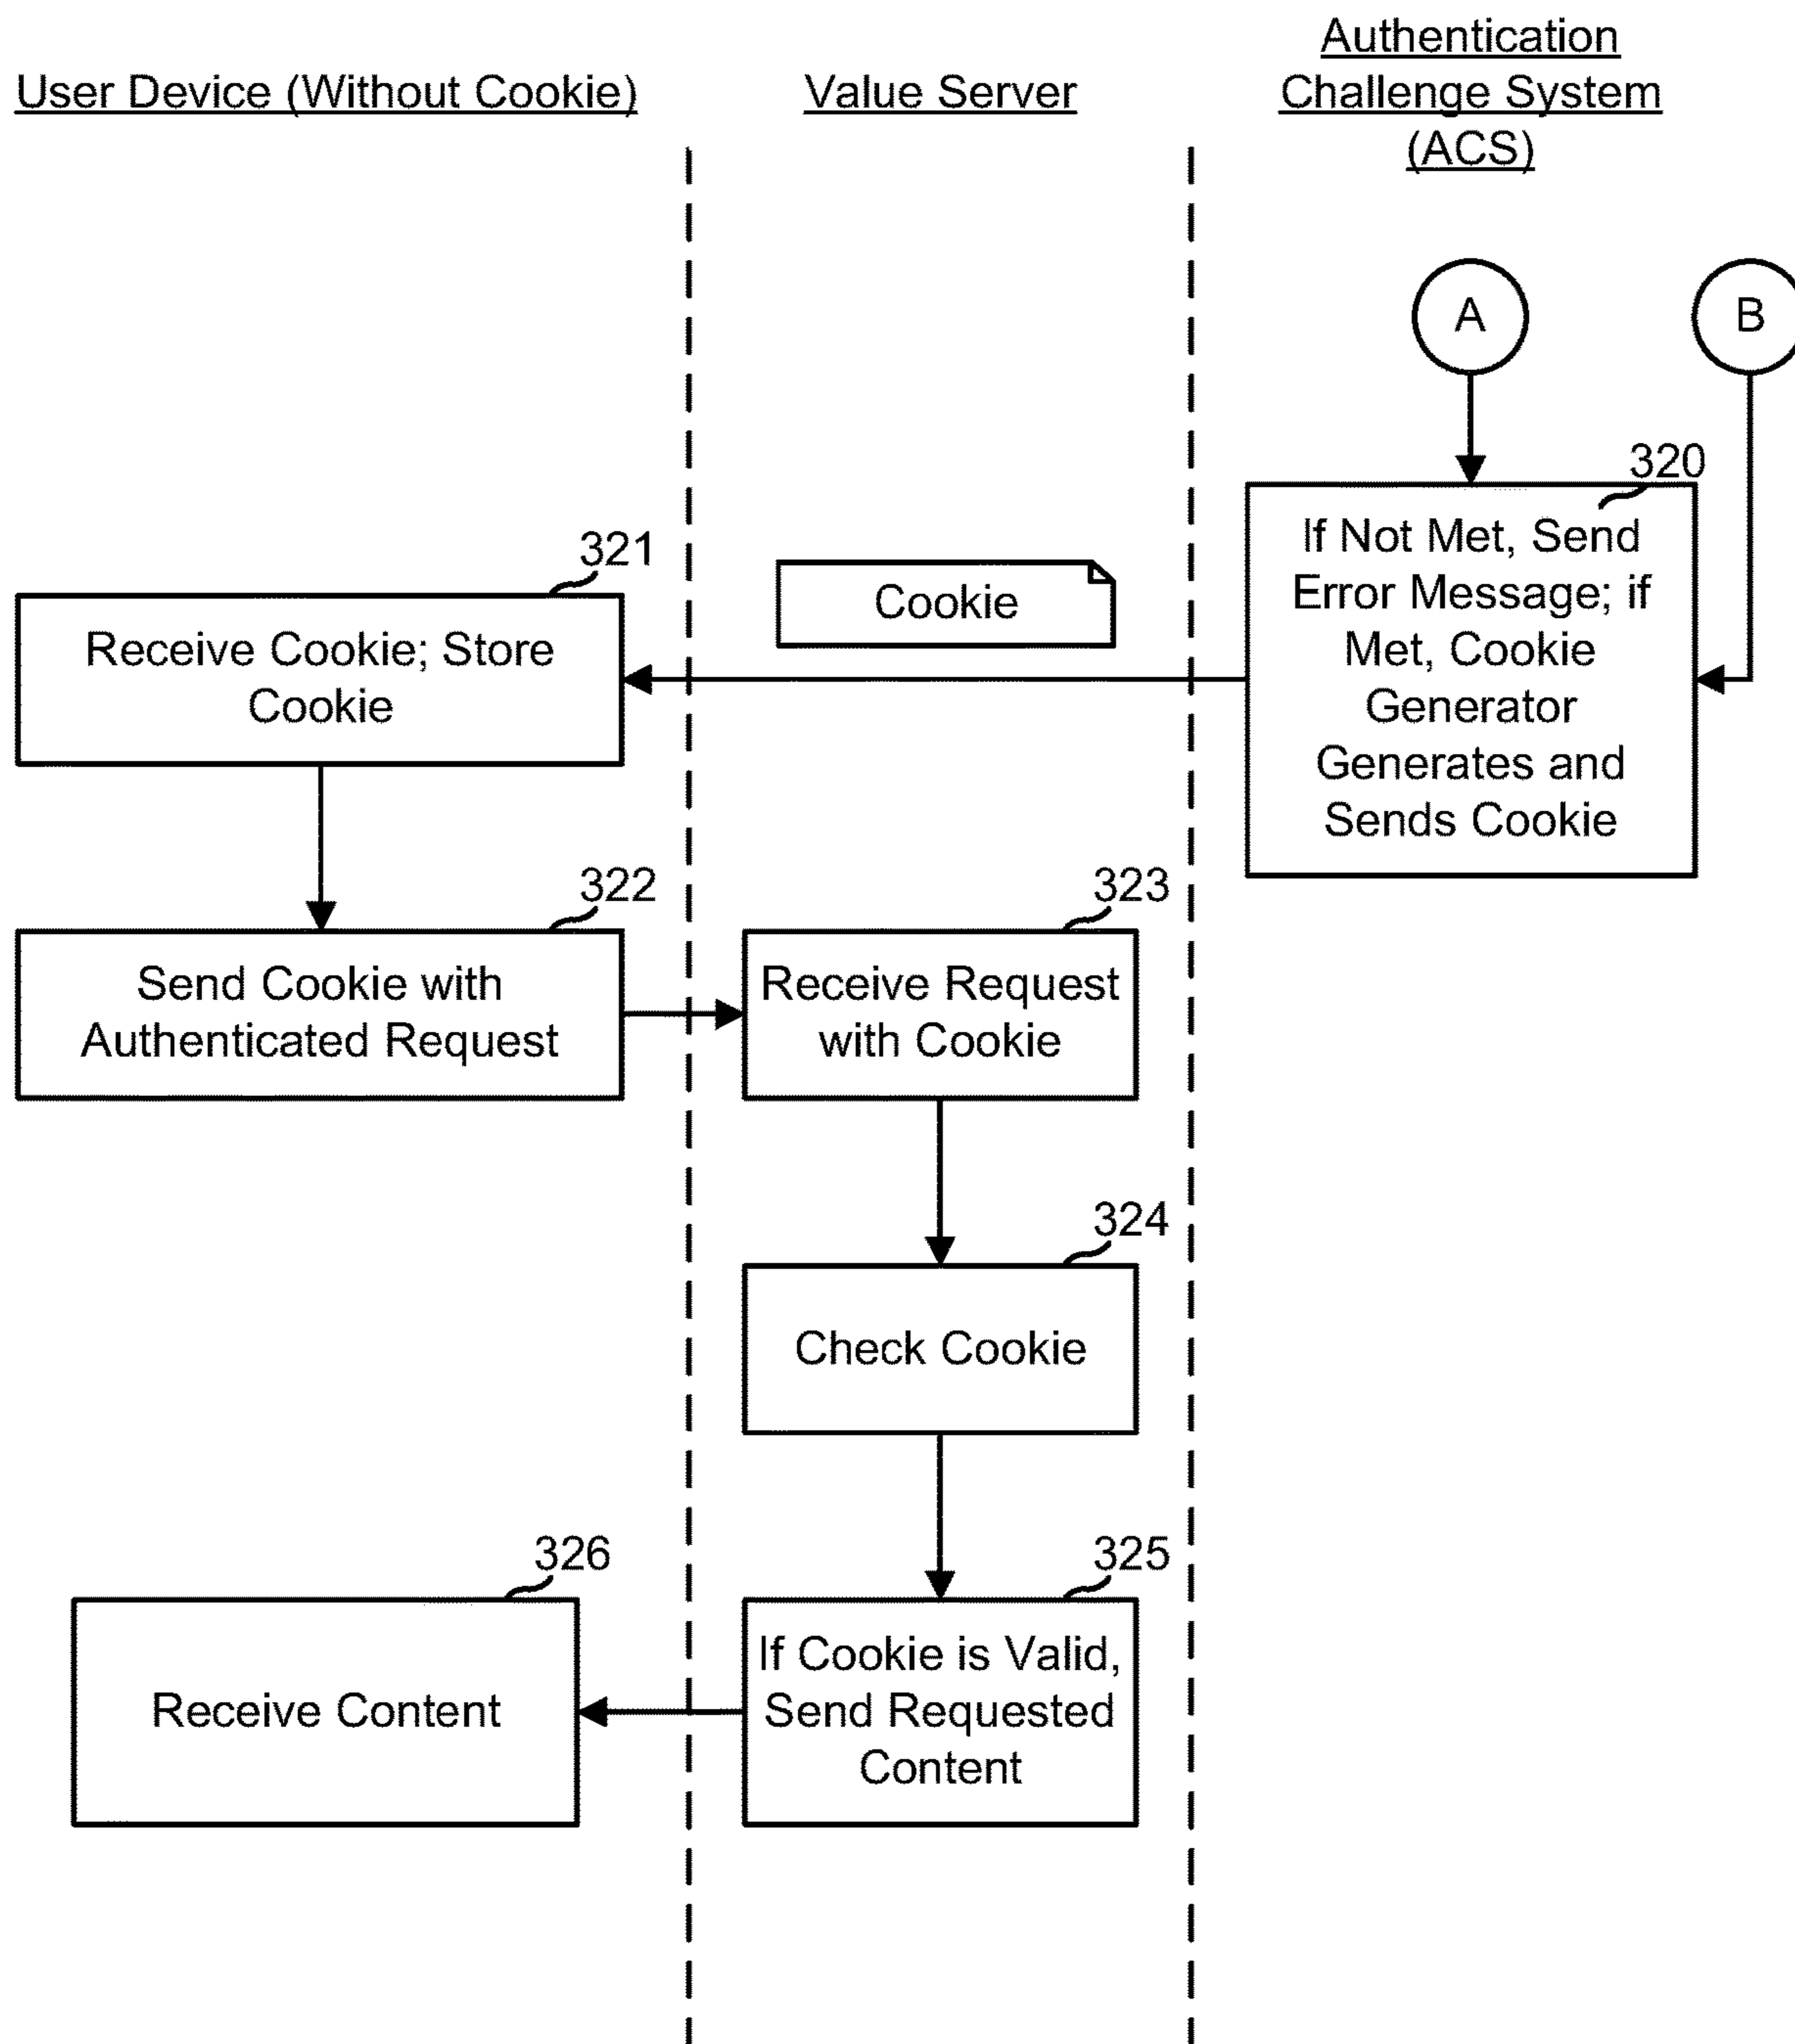 User Device (Without Cookie)
Value Server
Authentication
Challenge System
(ACS)
A
B
320
If Not Met, Send
Error Message; if
Met, Cookie
Generator
Generates and
Sends Cookie
Cookie
321
Receive Cookie; Store
Cookie
322
Send Cookie with
Authenticated Request
323
Receive Request
with Cookie
324
Check Cookie
325
If Cookie is Valid,
Send Requested
Content
326
Receive Content